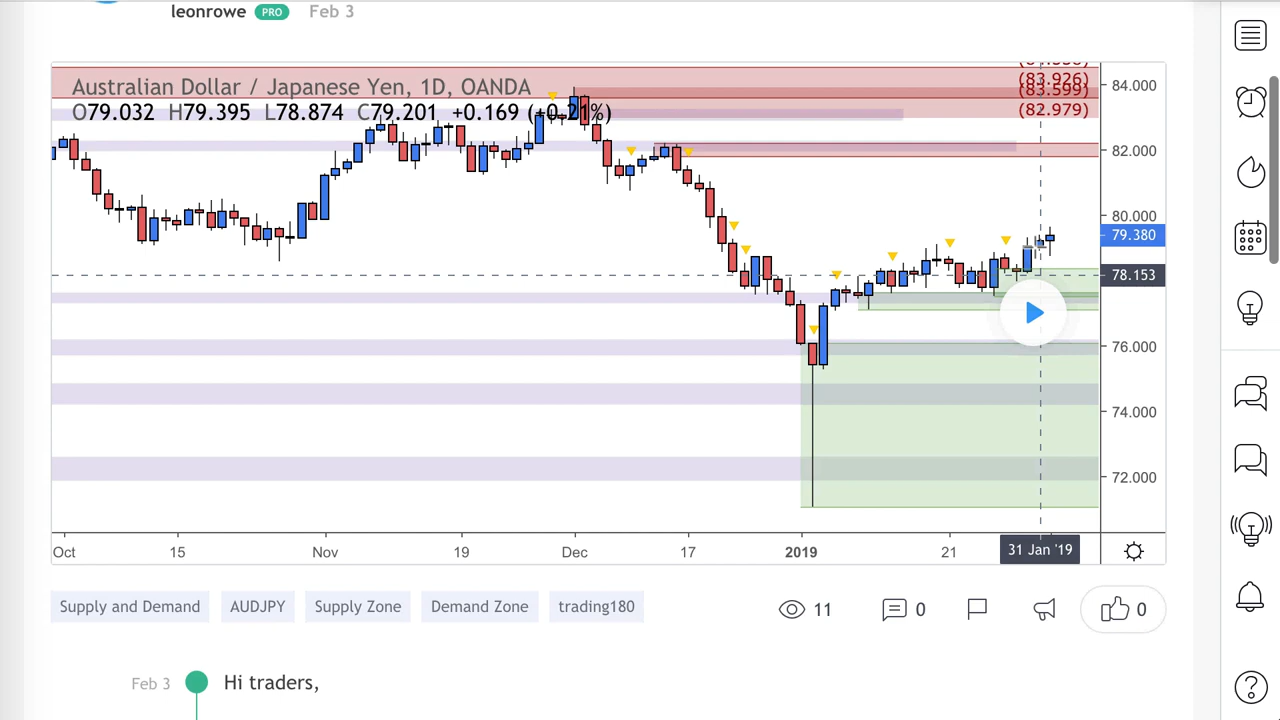 leonrowe PRO Feb 3
(83.926)
Australian Dollar / Japanese Yen, 1D, OANDA
84.000
(83.599)
O79.032 H79.395 L78.874 C79.201 +0.169 (+0.21%)
(82.979)
82.000
80.000
79.380
78.153
76.000
74.000
72.000
Oct 15 Nov 19 Dec 17 2019 21 31 Jan '19
Supply and Demand AUDJPY Supply Zone Demand Zone trading180 11 0 0
Feb 3 Hi traders,